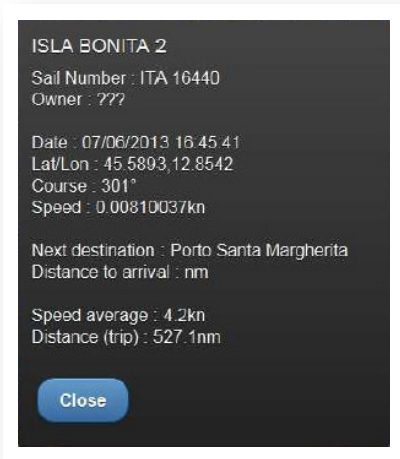 ISLA BONITA 2
Sail Number : ITA 16440
Owner : ???
Date : 07/06/2013 16:45:41
Lat/Lon : 45.5893,12.8542
Course : 301°
Speed : 0.00810037kn
Next destination : Porto Santa Margherita
Distance to arrival : nm
Speed average : 4.2kn
Distance (trip) : 527.1nm
Close